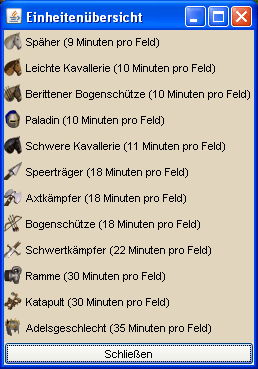 Einheitenübersicht
Späher (9 Minuten pro Feld)
Leichte Kavallerie (10 Minuten pro Feld)
Berittener Bogenschütze (10 Minuten pro Feld)
Paladin (10 Minuten pro Feld)
Schwere Kavallerie (11 Minuten pro Feld)
Speerträger (18 Minuten pro Feld)
Axtkämpfer (18 Minuten pro Feld)
Bogenschütze (18 Minuten pro Feld)
Schwertkämpfer (22 Minuten pro Feld)
Ramme (30 Minuten pro Feld)
Katapult (30 Minuten pro Feld)
Adelsgeschlecht (35 Minuten pro Feld)
Schließen